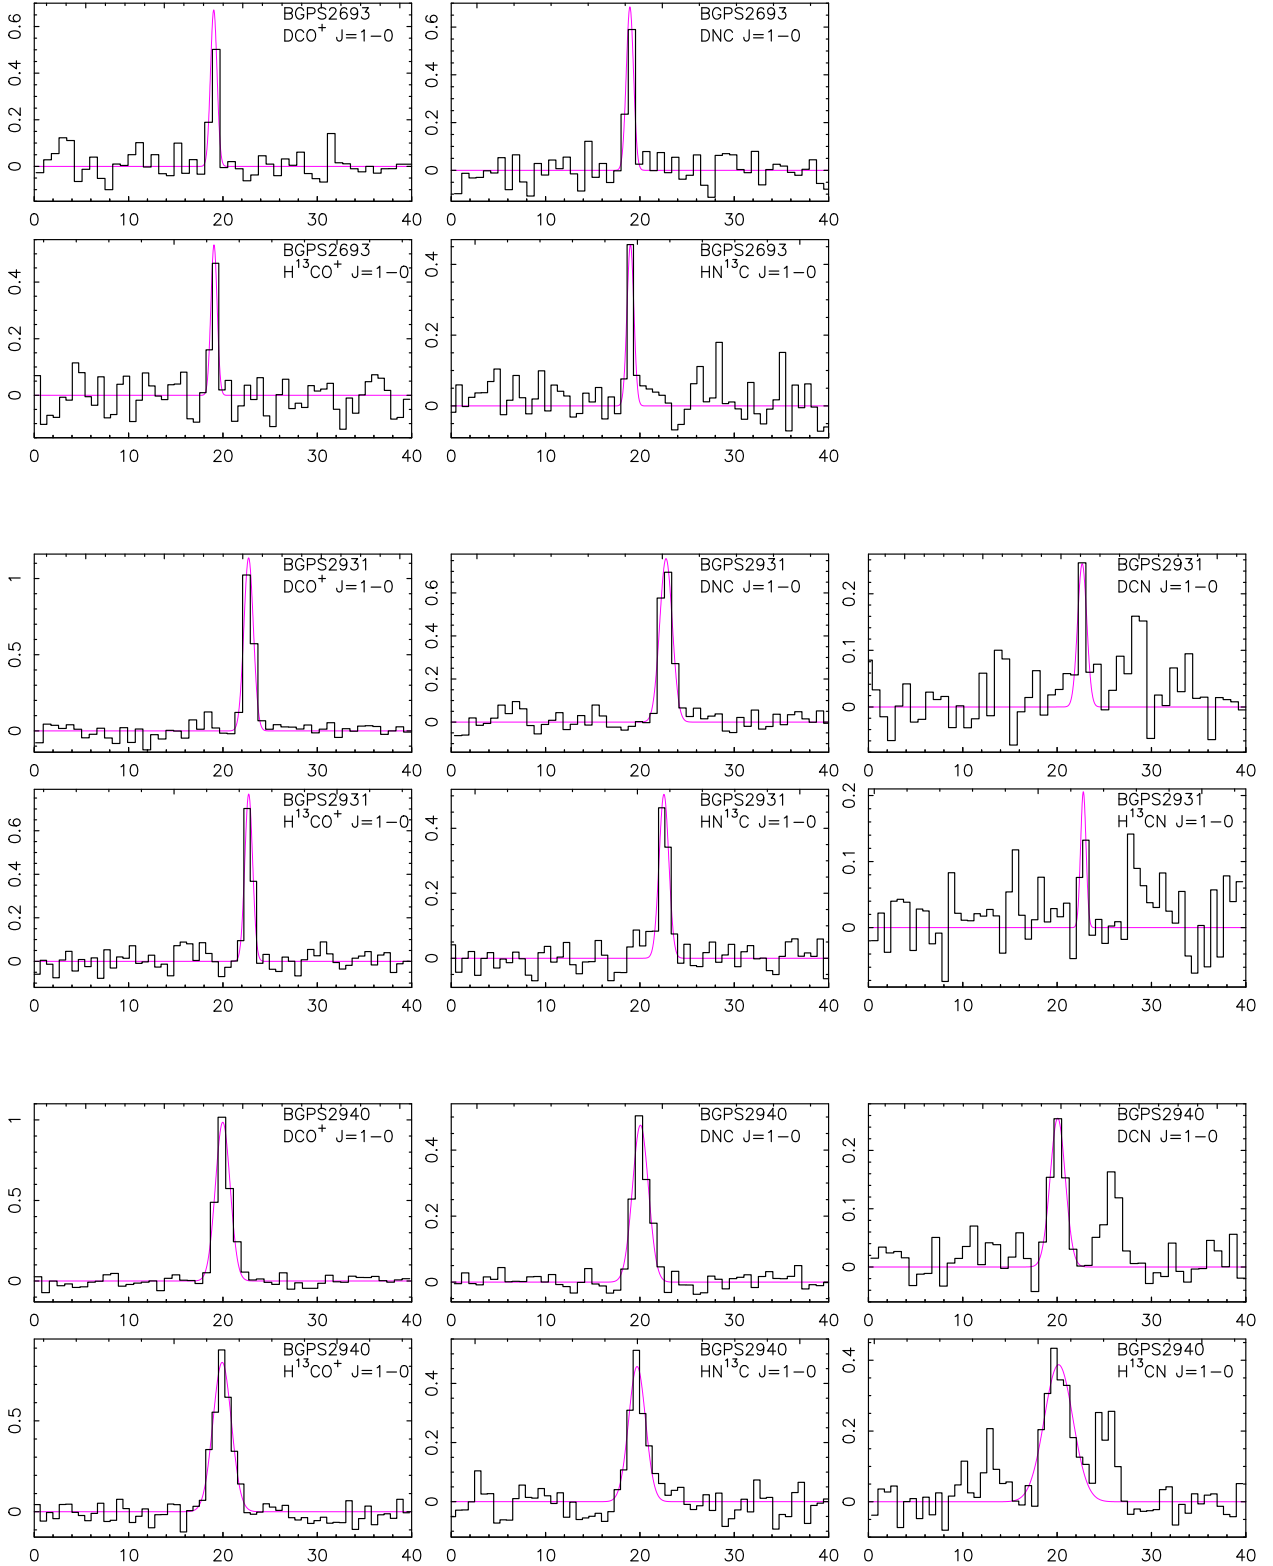 BGPS2693
DCO⁺ J=1−0
0 0.2 0.4 0.6
0 10 20 30 40
BGPS2693
DNC J=1−0
0 0.2 0.4 0.6
0 10 20 30 40
BGPS2693
H¹³CO⁺ J=1−0
0 0.2 0.4
0 10 20 30 40
BGPS2693
HN¹³C J=1−0
0 0.2 0.4
0 10 20 30 40
BGPS2931
DCO⁺ J=1−0
0 0.5 1
0 10 20 30 40
BGPS2931
DNC J=1−0
0 0.2 0.4 0.6
0 10 20 30 40
BGPS2931
DCN J=1−0
0 0.1 0.2
0 10 20 30 40
BGPS2931
H¹³CO⁺ J=1−0
0 0.2 0.4 0.6
0 10 20 30 40
BGPS2931
HN¹³C J=1−0
0 0.2 0.4
0 10 20 30 40
BGPS2931
H¹³CN J=1−0
0 0.1 0.2
0 10 20 30 40
BGPS2940
DCO⁺ J=1−0
0 0.5 1
0 10 20 30 40
BGPS2940
DNC J=1−0
0 0.2 0.4
0 10 20 30 40
BGPS2940
DCN J=1−0
0 0.1 0.2
0 10 20 30 40
BGPS2940
H¹³CO⁺ J=1−0
0 0.5
0 10 20 30 40
BGPS2940
HN¹³C J=1−0
0 0.2 0.4
0 10 20 30 40
BGPS2940
H¹³CN J=1−0
0 0.2 0.4
0 10 20 30 40